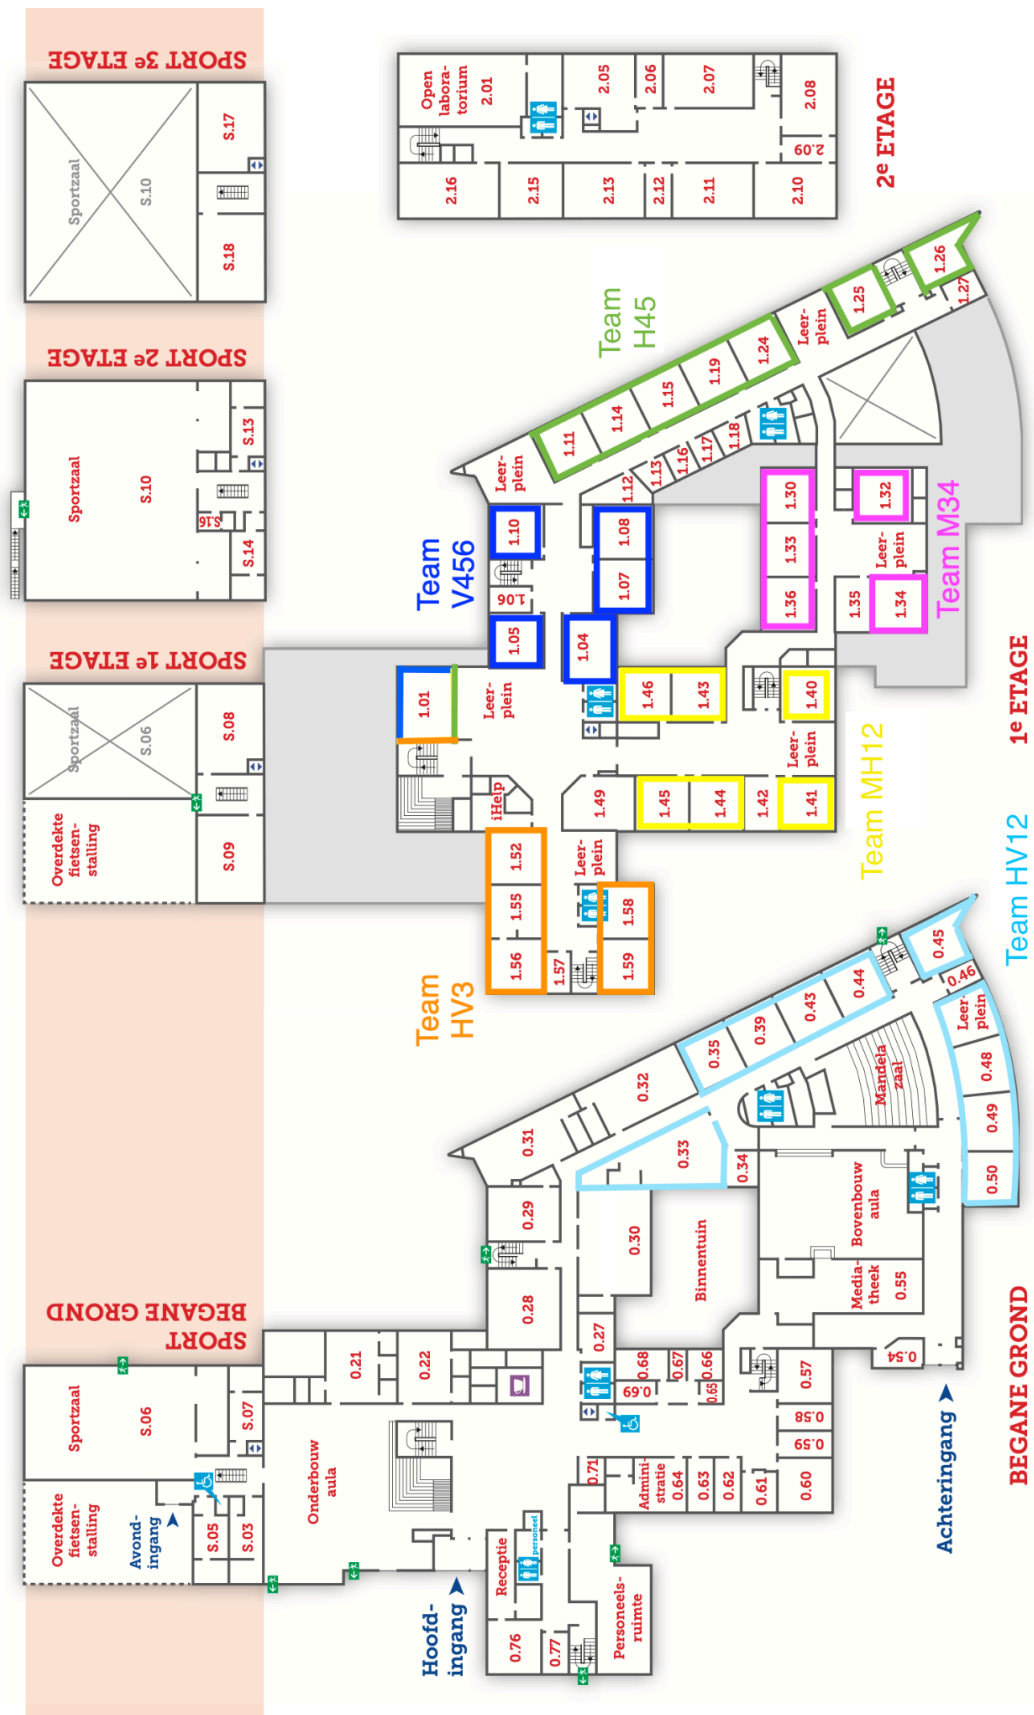 SPORT 3e ETAGE
Sportzaal
S.10
S.17
S.18
SPORT 2e ETAGE
Sportzaal
S.10
S.13
S.16
S.14
SPORT 1e ETAGE
Sportzaal
S.06
S.08
Overdekte
fietsen-
stalling
S.09
SPORT
BEGANE GROND
Sportzaal
S.06
S.07
Overdekte
fietsen-
stalling
Avond-
ingang
S.05
S.03
2e ETAGE
Open
labora-
torium
2.01
2.05
2.06
2.07
2.08
2.09
2.10
2.11
2.12
2.13
2.15
2.16
1e ETAGE
Team
H45
Team
V456
Team M34
Team MH12
Team
HV3
1.26
1.27
1.25
Leer-
plein
1.24
1.19
1.15
1.14
1.11
Leer-
plein
1.18
1.17
1.16
1.13
1.12
1.10
1.08
1.07
1.06
1.05
1.04
1.01
Leer-
plein
1.30
1.33
1.36
1.32
Leer-
plein
1.35
1.34
1.46
1.43
1.40
Leer-
plein
1.45
1.44
1.42
1.41
1.49
iHelp
1.52
1.55
1.56
Leer-
plein
1.57
1.58
1.59
BEGANE GROND
Team HV12
0.45
0.46
0.44
0.43
0.39
0.35
0.32
0.31
0.33
0.34
Leer-
plein
0.48
0.49
0.50
Mandela
zaal
Bovenbouw
aula
Media-
theek
0.55
0.54
Achteringang
Binnentuin
0.30
0.29
0.28
0.27
0.21
0.22
Onderbouw
aula
0.68
0.67
0.66
0.69
0.65
0.57
0.58
0.59
0.60
0.61
0.62
0.63
Admini-
stratie
0.64
0.71
Hoofd-
ingang
Receptie
personeel
0.76
0.77
Personeels-
ruimte